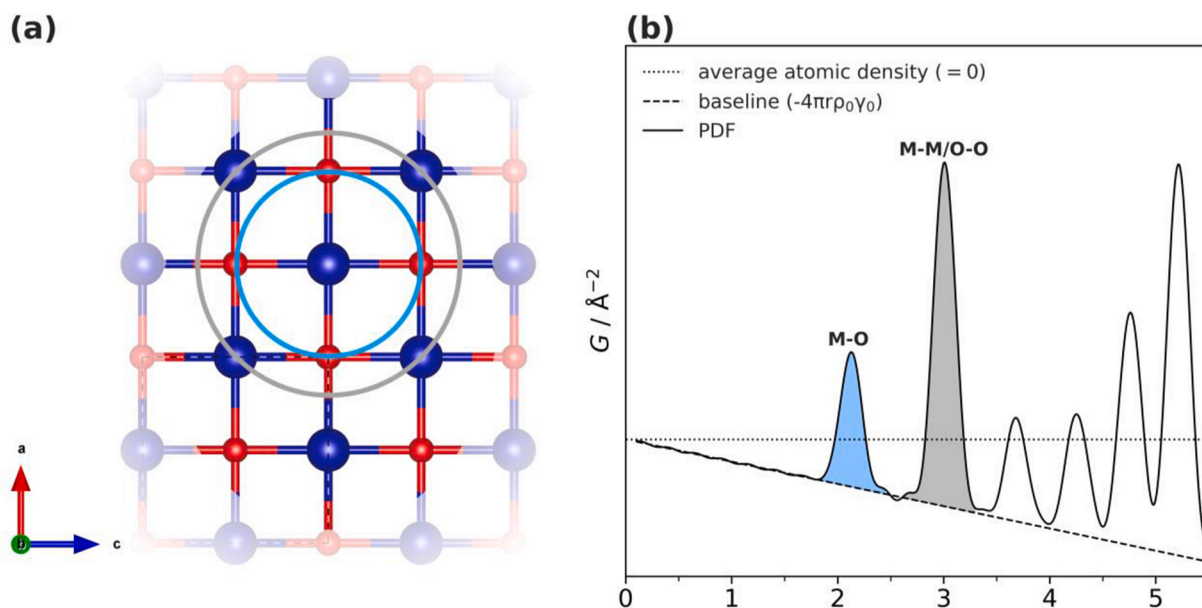 (a)
a
b
c
(b)
average atomic density ( = 0)
baseline (-4πrρ₀γ₀)
PDF
M-M/O-O
M-O
G / Å⁻²
0 1 2 3 4 5